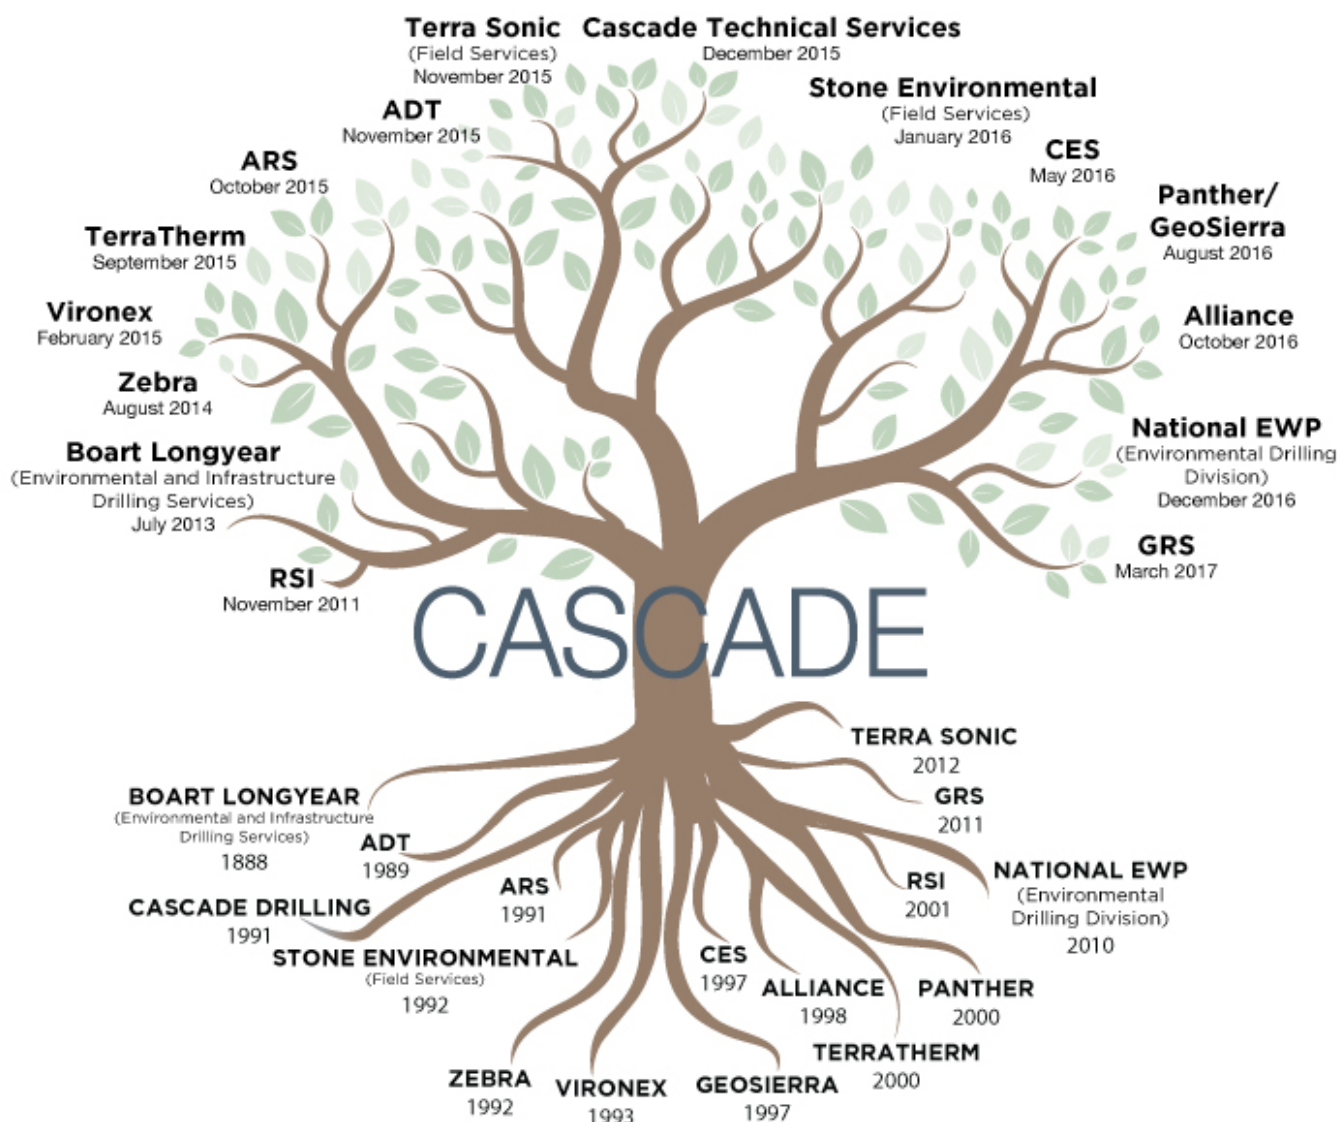 Terra Sonic
(Field Services)
November 2015
Cascade Technical Services
December 2015
Stone Environmental
(Field Services)
January 2016
ADT
November 2015
CES
May 2016
ARS
October 2015
Panther/
GeoSierra
August 2016
TerraTherm
September 2015
Vironex
February 2015
Alliance
October 2016
Zebra
August 2014
National EWP
(Environmental Drilling
Division)
December 2016
Boart Longyear
(Environmental and Infrastructure
Drilling Services)
July 2013
GRS
March 2017
RSI
November 2011
CASCADE
TERRA SONIC
2012
BOART LONGYEAR
(Environmental and Infrastructure
Drilling Services)
1888
GRS
2011
ADT
1989
NATIONAL EWP
(Environmental
Drilling Division)
2010
ARS
1991
RSI
2001
CASCADE DRILLING
1991
STONE ENVIRONMENTAL
(Field Services)
1992
CES
1997
ALLIANCE
1998
PANTHER
2000
TERRATHERM
2000
ZEBRA
1992
VIRONEX
1993
GEOSIERRA
1997